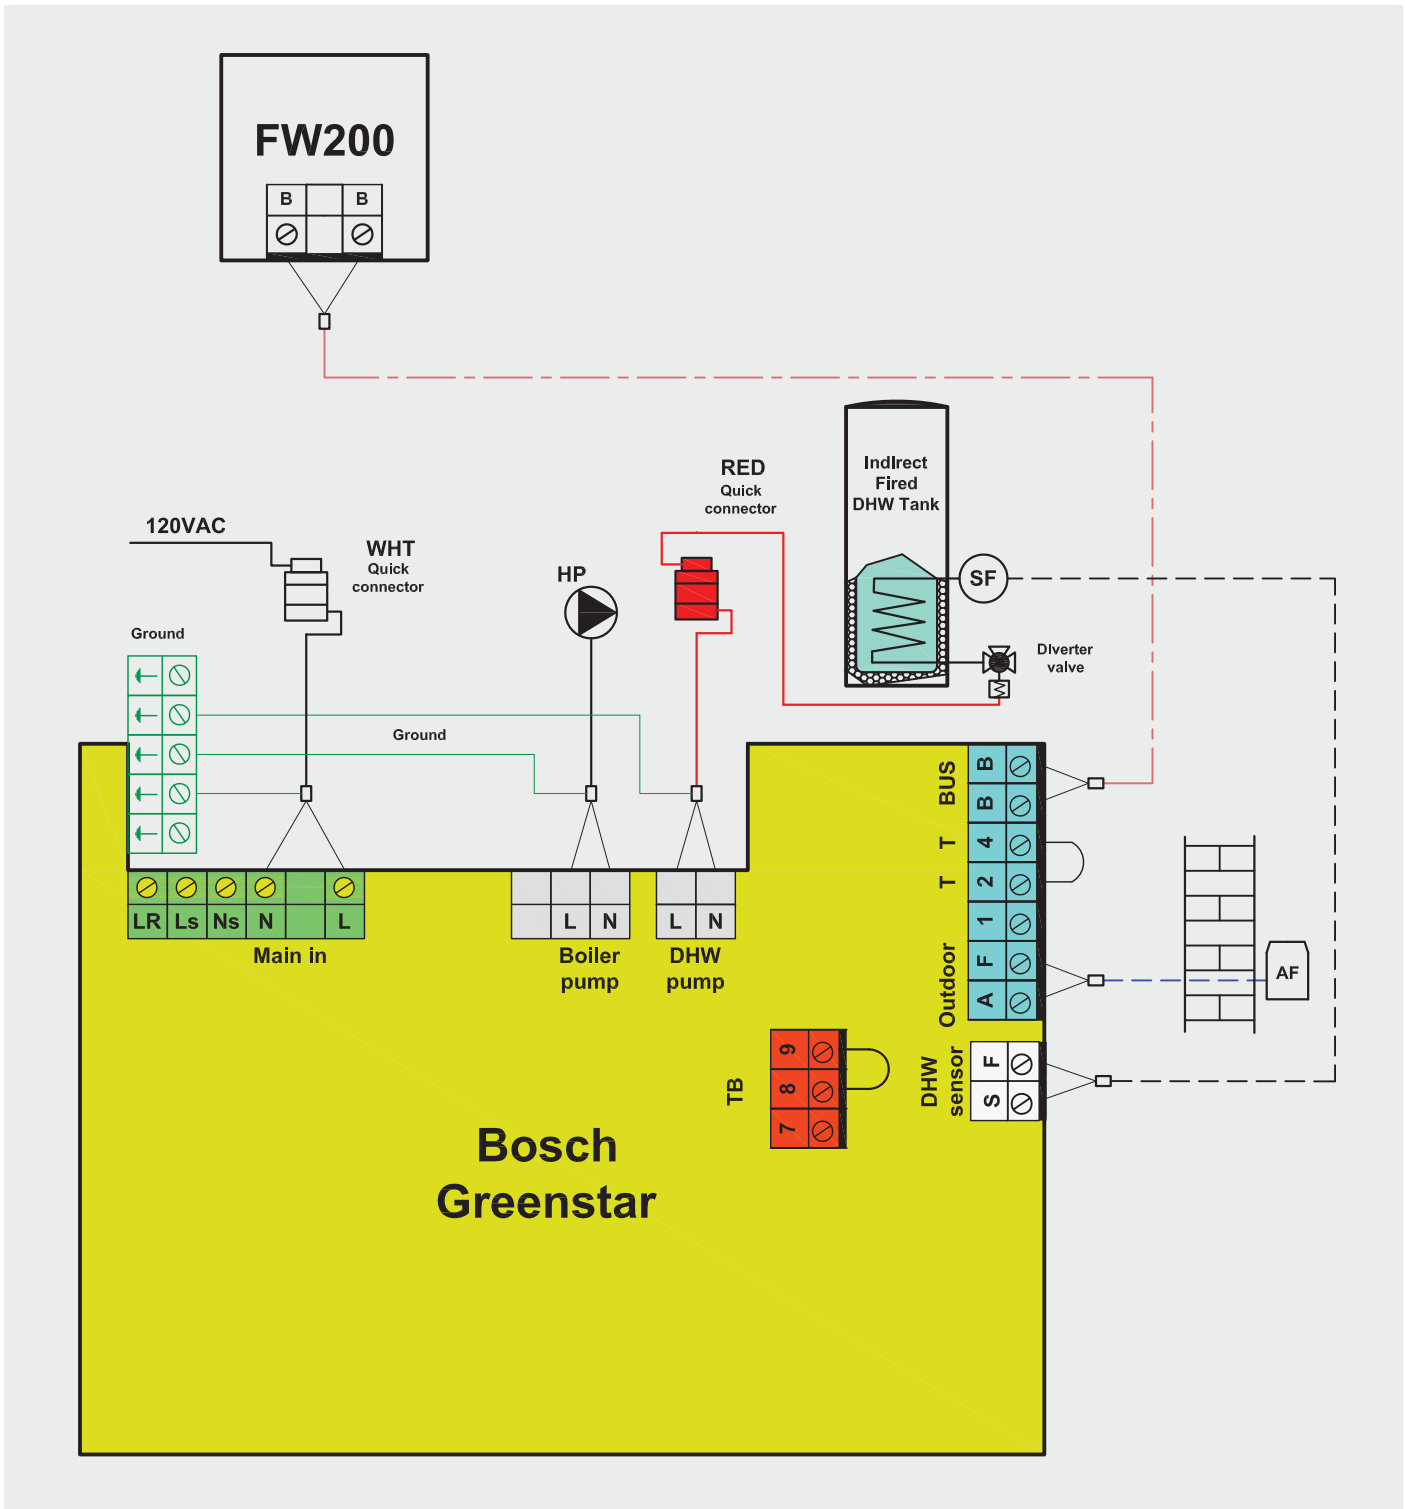 FW200
B B
120VAC
WHT
Quick
connector
HP
RED
Quick
connector
Indirect
Fired
DHW Tank
SF
Diverter
valve
Ground
Ground
LR Ls Ns N L
Main in
L N
Boiler
pump
L N
DHW
pump
BUS
B
B
T
4
T
2
1
Outdoor
F
A
AF
DHW
sensor
F
S
TB
9
8
7
Bosch
Greenstar